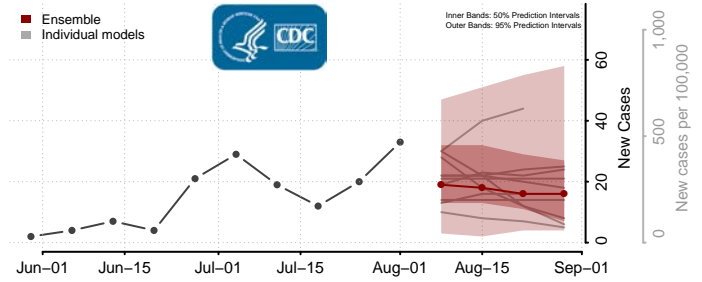 Ensemble
Individual models
CDC
Inner Bands: 50% Prediction Intervals
Outer Bands: 95% Prediction Intervals
0
20
40
60
New Cases
0
500
1,000
New cases per 100,000
Jun–01
Jun–15
Jul–01
Jul–15
Aug–01
Aug–15
Sep–01